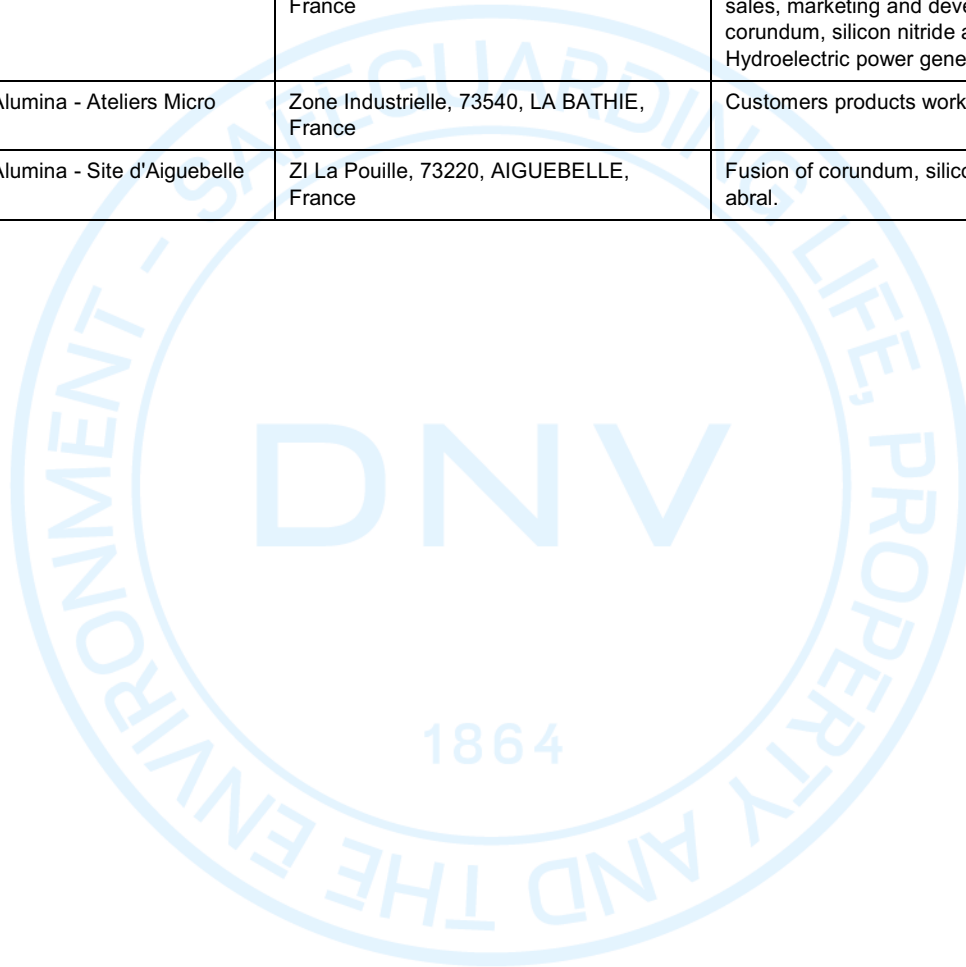 France
sales, marketing and deve
corundum, silicon nitride a
Hydroelectric power gene
Alumina - Ateliers Micro
Zone Industrielle, 73540, LA BATHIE,
France
Customers products work
Alumina - Site d'Aiguebelle
ZI La Pouille, 73220, AIGUEBELLE,
France
Fusion of corundum, silico
abral.
SAFEGUARDING LIFE, PROPERTY AND THE ENVIRONMENT -
DNV
1864